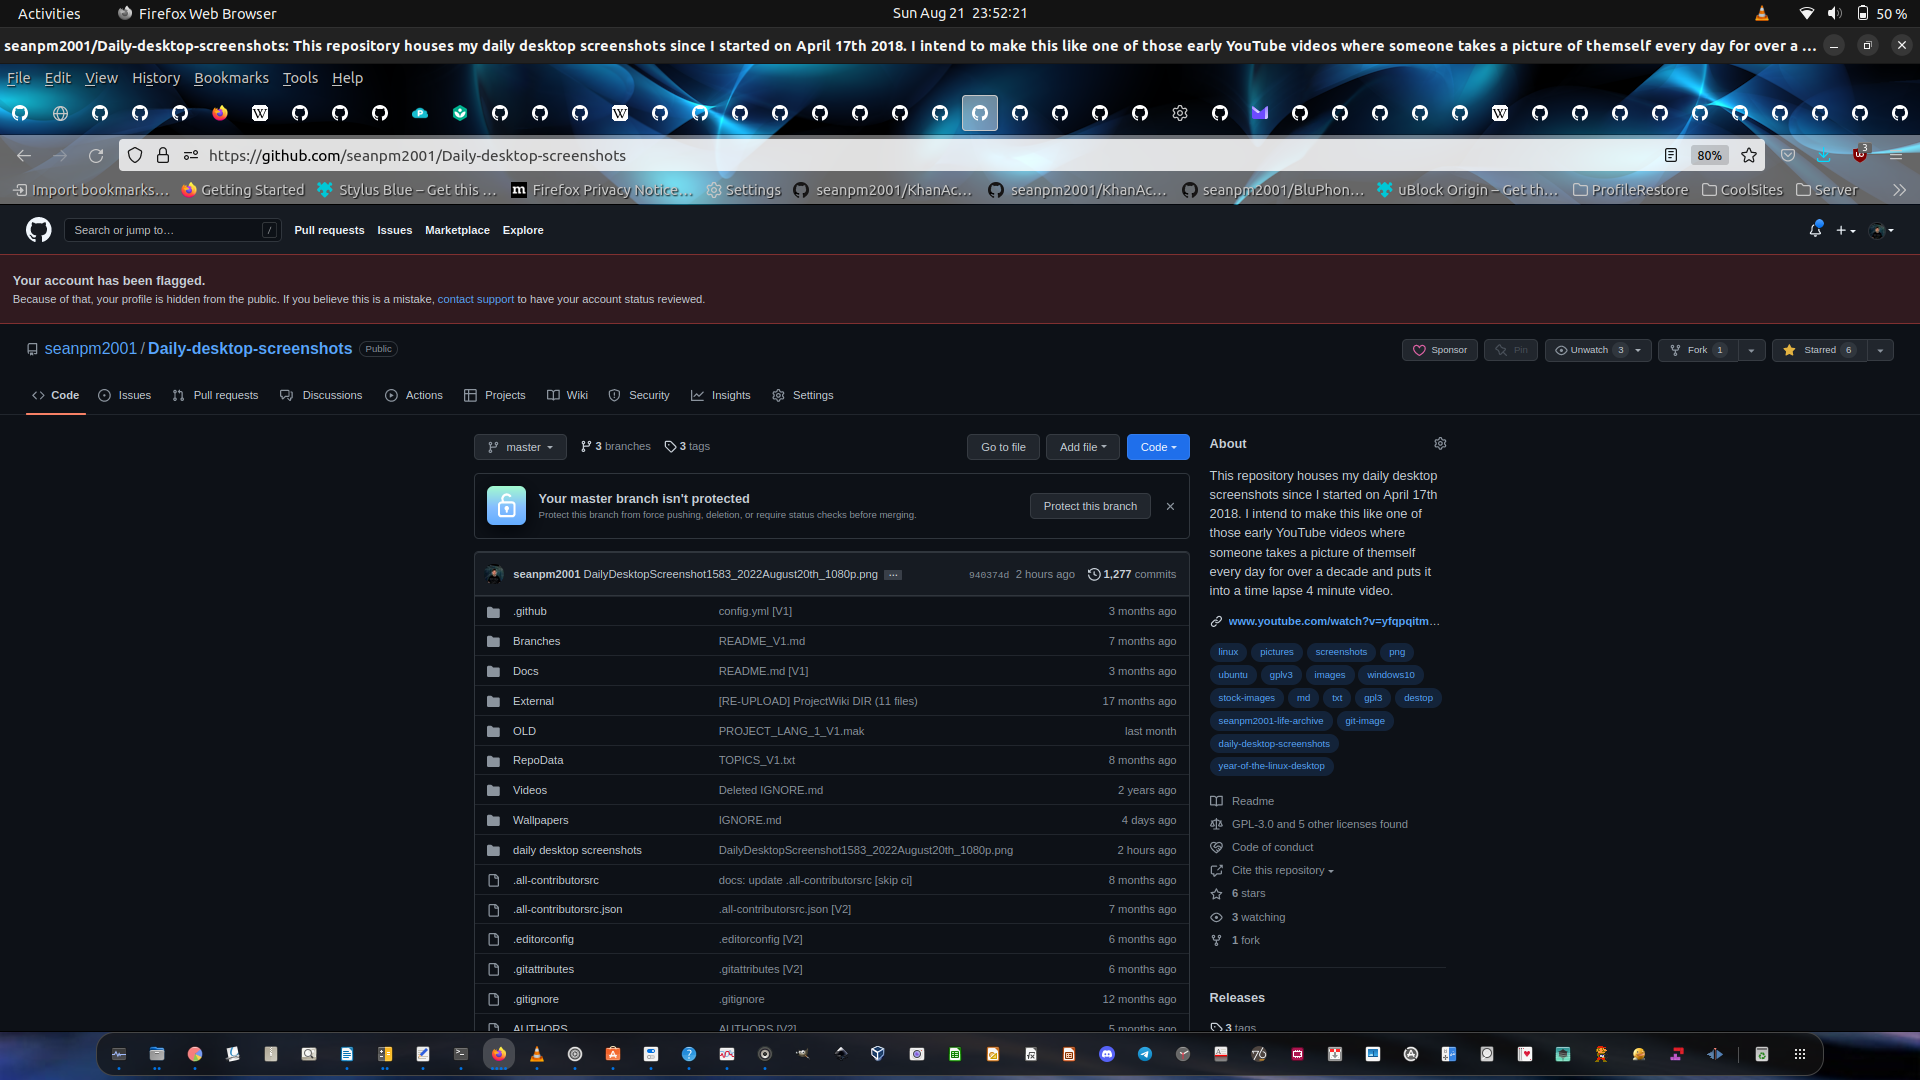 Activities Firefox Web Browser Sun Aug 21 23:52:21 50 %
seanpm2001/Daily-desktop-screenshots: This repository houses my daily desktop screenshots since I started on April 17th 2018. I intend to make this like one of those early YouTube videos where someone takes a picture of themself every day for over a ...
File Edit View History Bookmarks Tools Help
https://github.com/seanpm2001/Daily-desktop-screenshots 80% 3
Import bookmarks... Getting Started Stylus Blue – Get this ... Firefox Privacy Notice... Settings seanpm2001/KhanAc... seanpm2001/KhanAc... seanpm2001/BluPhon... uBlock Origin – Get th... ProfileRestore CoolSites Server
Search or jump to... / Pull requests Issues Marketplace Explore
Your account has been flagged.
Because of that, your profile is hidden from the public. If you believe this is a mistake, contact support to have your account status reviewed.
seanpm2001 / Daily-desktop-screenshots Public Sponsor Pin Unwatch 3 Fork 1 Starred 6
Code Issues Pull requests Discussions Actions Projects Wiki Security Insights Settings
master 3 branches 3 tags Go to file Add file Code
Your master branch isn't protected
Protect this branch from force pushing, deletion, or require status checks before merging.
Protect this branch
seanpm2001 DailyDesktopScreenshot1583_2022August20th_1080p.png ... 940374d 2 hours ago 1,277 commits
.github config.yml [V1] 3 months ago
Branches README_V1.md 7 months ago
Docs README.md [V1] 3 months ago
External [RE-UPLOAD] ProjectWiki DIR (11 files) 17 months ago
OLD PROJECT_LANG_1_V1.mak last month
RepoData TOPICS_V1.txt 8 months ago
Videos Deleted IGNORE.md 2 years ago
Wallpapers IGNORE.md 4 days ago
daily desktop screenshots DailyDesktopScreenshot1583_2022August20th_1080p.png 2 hours ago
.all-contributorsrc docs: update .all-contributorsrc [skip ci] 8 months ago
.all-contributorsrc.json .all-contributorsrc.json [V2] 7 months ago
.editorconfig .editorconfig [V2] 6 months ago
.gitattributes .gitattributes [V2] 6 months ago
.gitignore .gitignore 12 months ago
AUTHORS AUTHORS [V2] 5 months ago
About
This repository houses my daily desktop
screenshots since I started on April 17th
2018. I intend to make this like one of
those early YouTube videos where
someone takes a picture of themself
every day for over a decade and puts it
into a time lapse 4 minute video.
www.youtube.com/watch?v=yfqpqitm...
linux pictures screenshots png
ubuntu gplv3 images windows10
stock-images md txt gpl3 destop
seanpm2001-life-archive git-image
daily-desktop-screenshots
year-of-the-linux-desktop
Readme
GPL-3.0 and 5 other licenses found
Code of conduct
Cite this repository
6 stars
3 watching
1 fork
Releases
3 tags